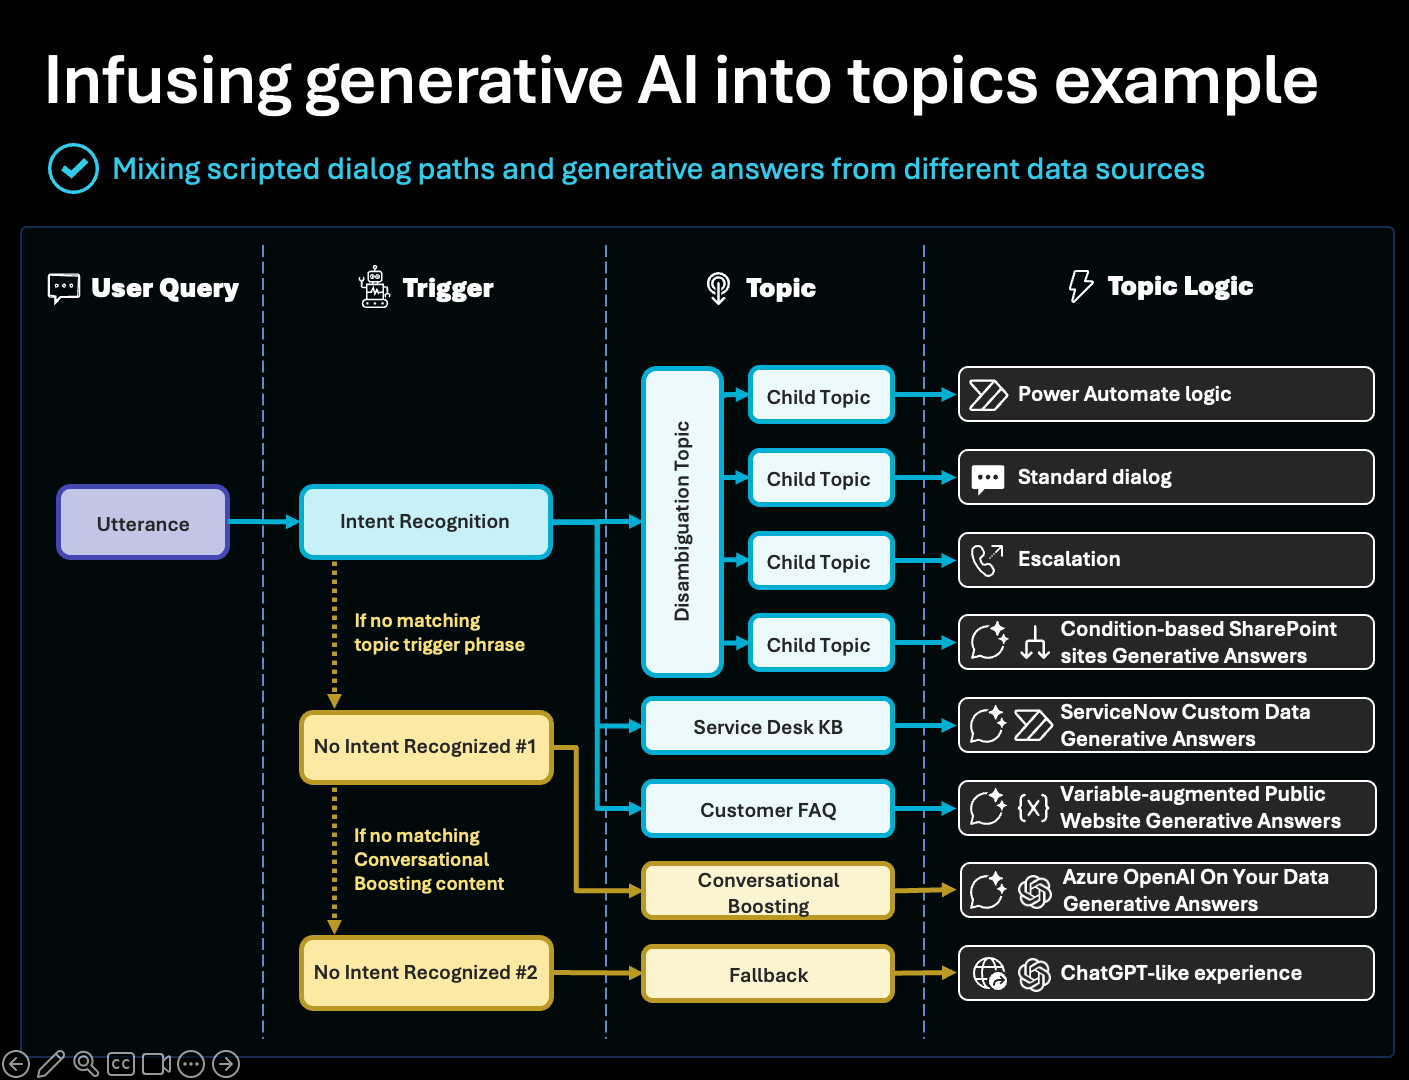 Infusing generative AI into topics example
Mixing scripted dialog paths and generative answers from different data sources
User Query
Trigger
Topic
Topic Logic
Utterance
Intent Recognition
If no matching
topic trigger phrase
No Intent Recognized #1
If no matching
Conversational
Boosting content
No Intent Recognized #2
Disambiguation Topic
Child Topic
Child Topic
Child Topic
Child Topic
Service Desk KB
Customer FAQ
Conversational
Boosting
Fallback
Power Automate logic
Standard dialog
Escalation
Condition-based SharePoint
sites Generative Answers
ServiceNow Custom Data
Generative Answers
{x}
Variable-augmented Public
Website Generative Answers
Azure OpenAI On Your Data
Generative Answers
ChatGPT-like experience
CC